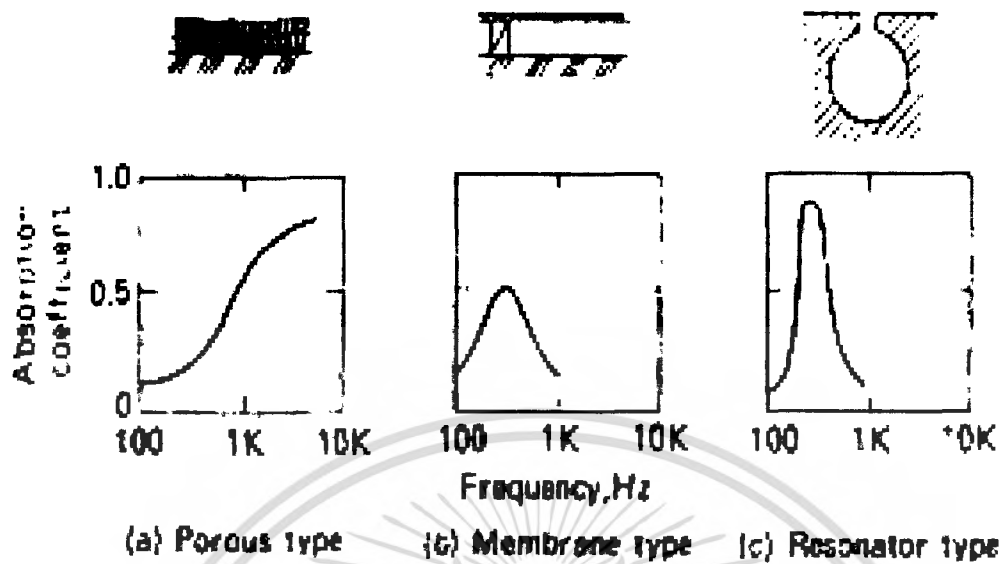 1.0
0.5
0
Absorption
coefficient
100 1K 10K
100 1K 10K
100 1K 10K
Frequency,Hz
(a) Porous type
(b) Membrane type
(c) Resonator type